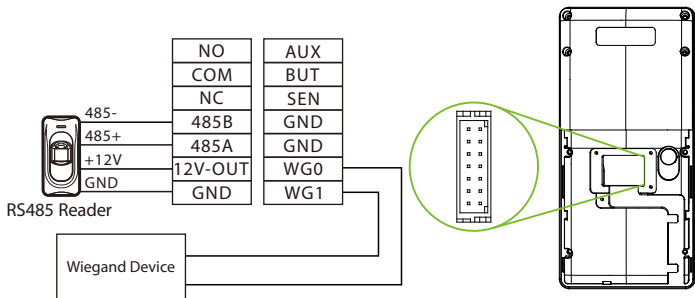 NO AUX
COM BUT
NC SEN
485- 485B GND
485+ 485A GND
+12V 12V-OUT WG0
GND GND WG1
RS485 Reader
Wiegand Device